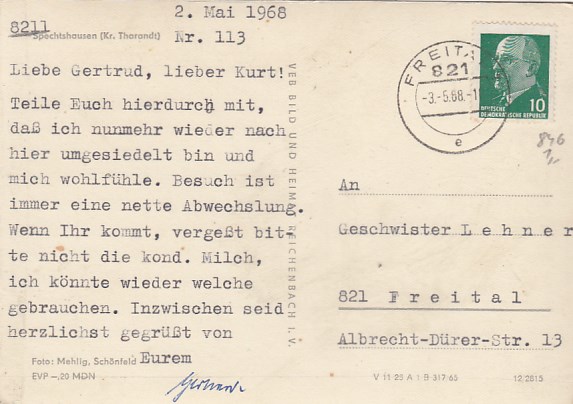 2. Mai 1968
8211
Spechtshausen (Kr. Tharandt)
Nr. 113
Liebe Gertrud, lieber Kurt!
Teile Euch hierdurch mit,
daß ich nunmehr wieder nach
hier umgesiedelt bin und
mich wohlfühle. Besuch ist
immer eine nette Abwechslung.
Wenn Ihr kommt, vergeßt bit-
te nicht die kond. Milch,
ich könnte wieder welche
gebrauchen. Inzwischen seid
herzlichst gegrüßt von
Eurem
Foto: Mehlig, Schönfeld
EVP -,20 MDN
VEB BILD UND HEIMAT REICHENBACH I. V.
FREITAL
821
-3.-5.68.-1
e
10
DEUTSCHE
DEMOKRATISCHE REPUBLIK
846
An
Geschwister Lehner
821 Freital
Albrecht-Dürer-Str. 13
V 11 25 A 1 B 317/65
12/2815